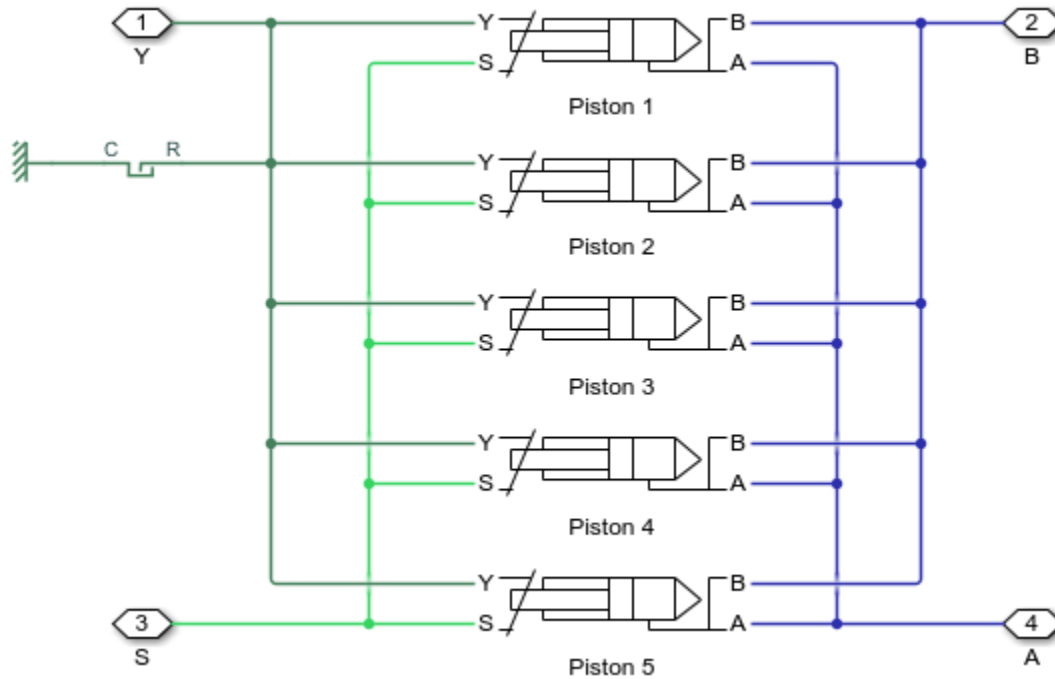 1 Y B 2
Y S A B
Piston 1
C R Y B
S A
Piston 2
Y B
S A
Piston 3
Y B
S A
Piston 4
Y B
3 S A 4
S Piston 5 A